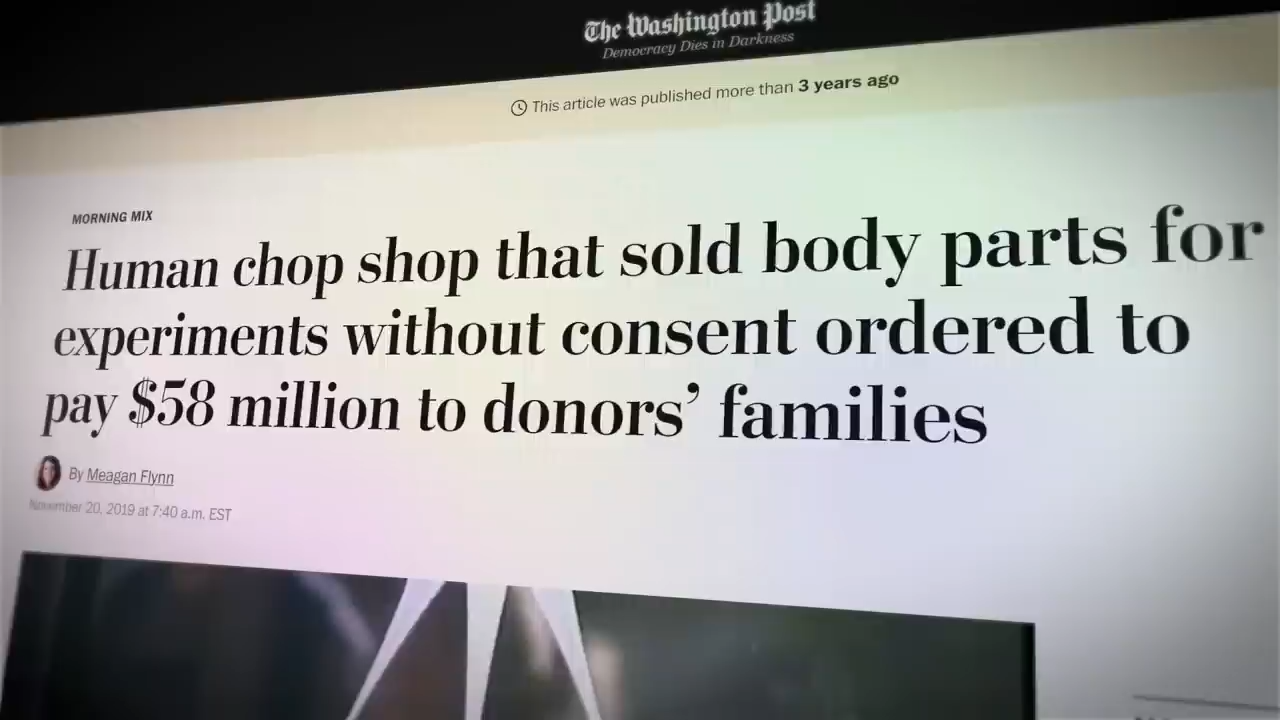 The Washington Post
Democracy Dies in Darkness
This article was published more than 3 years ago
MORNING MIX
Human chop shop that sold body parts for
experiments without consent ordered to
pay $58 million to donors’ families
By Meagan Flynn
November 20, 2019 at 7:40 a.m. EST